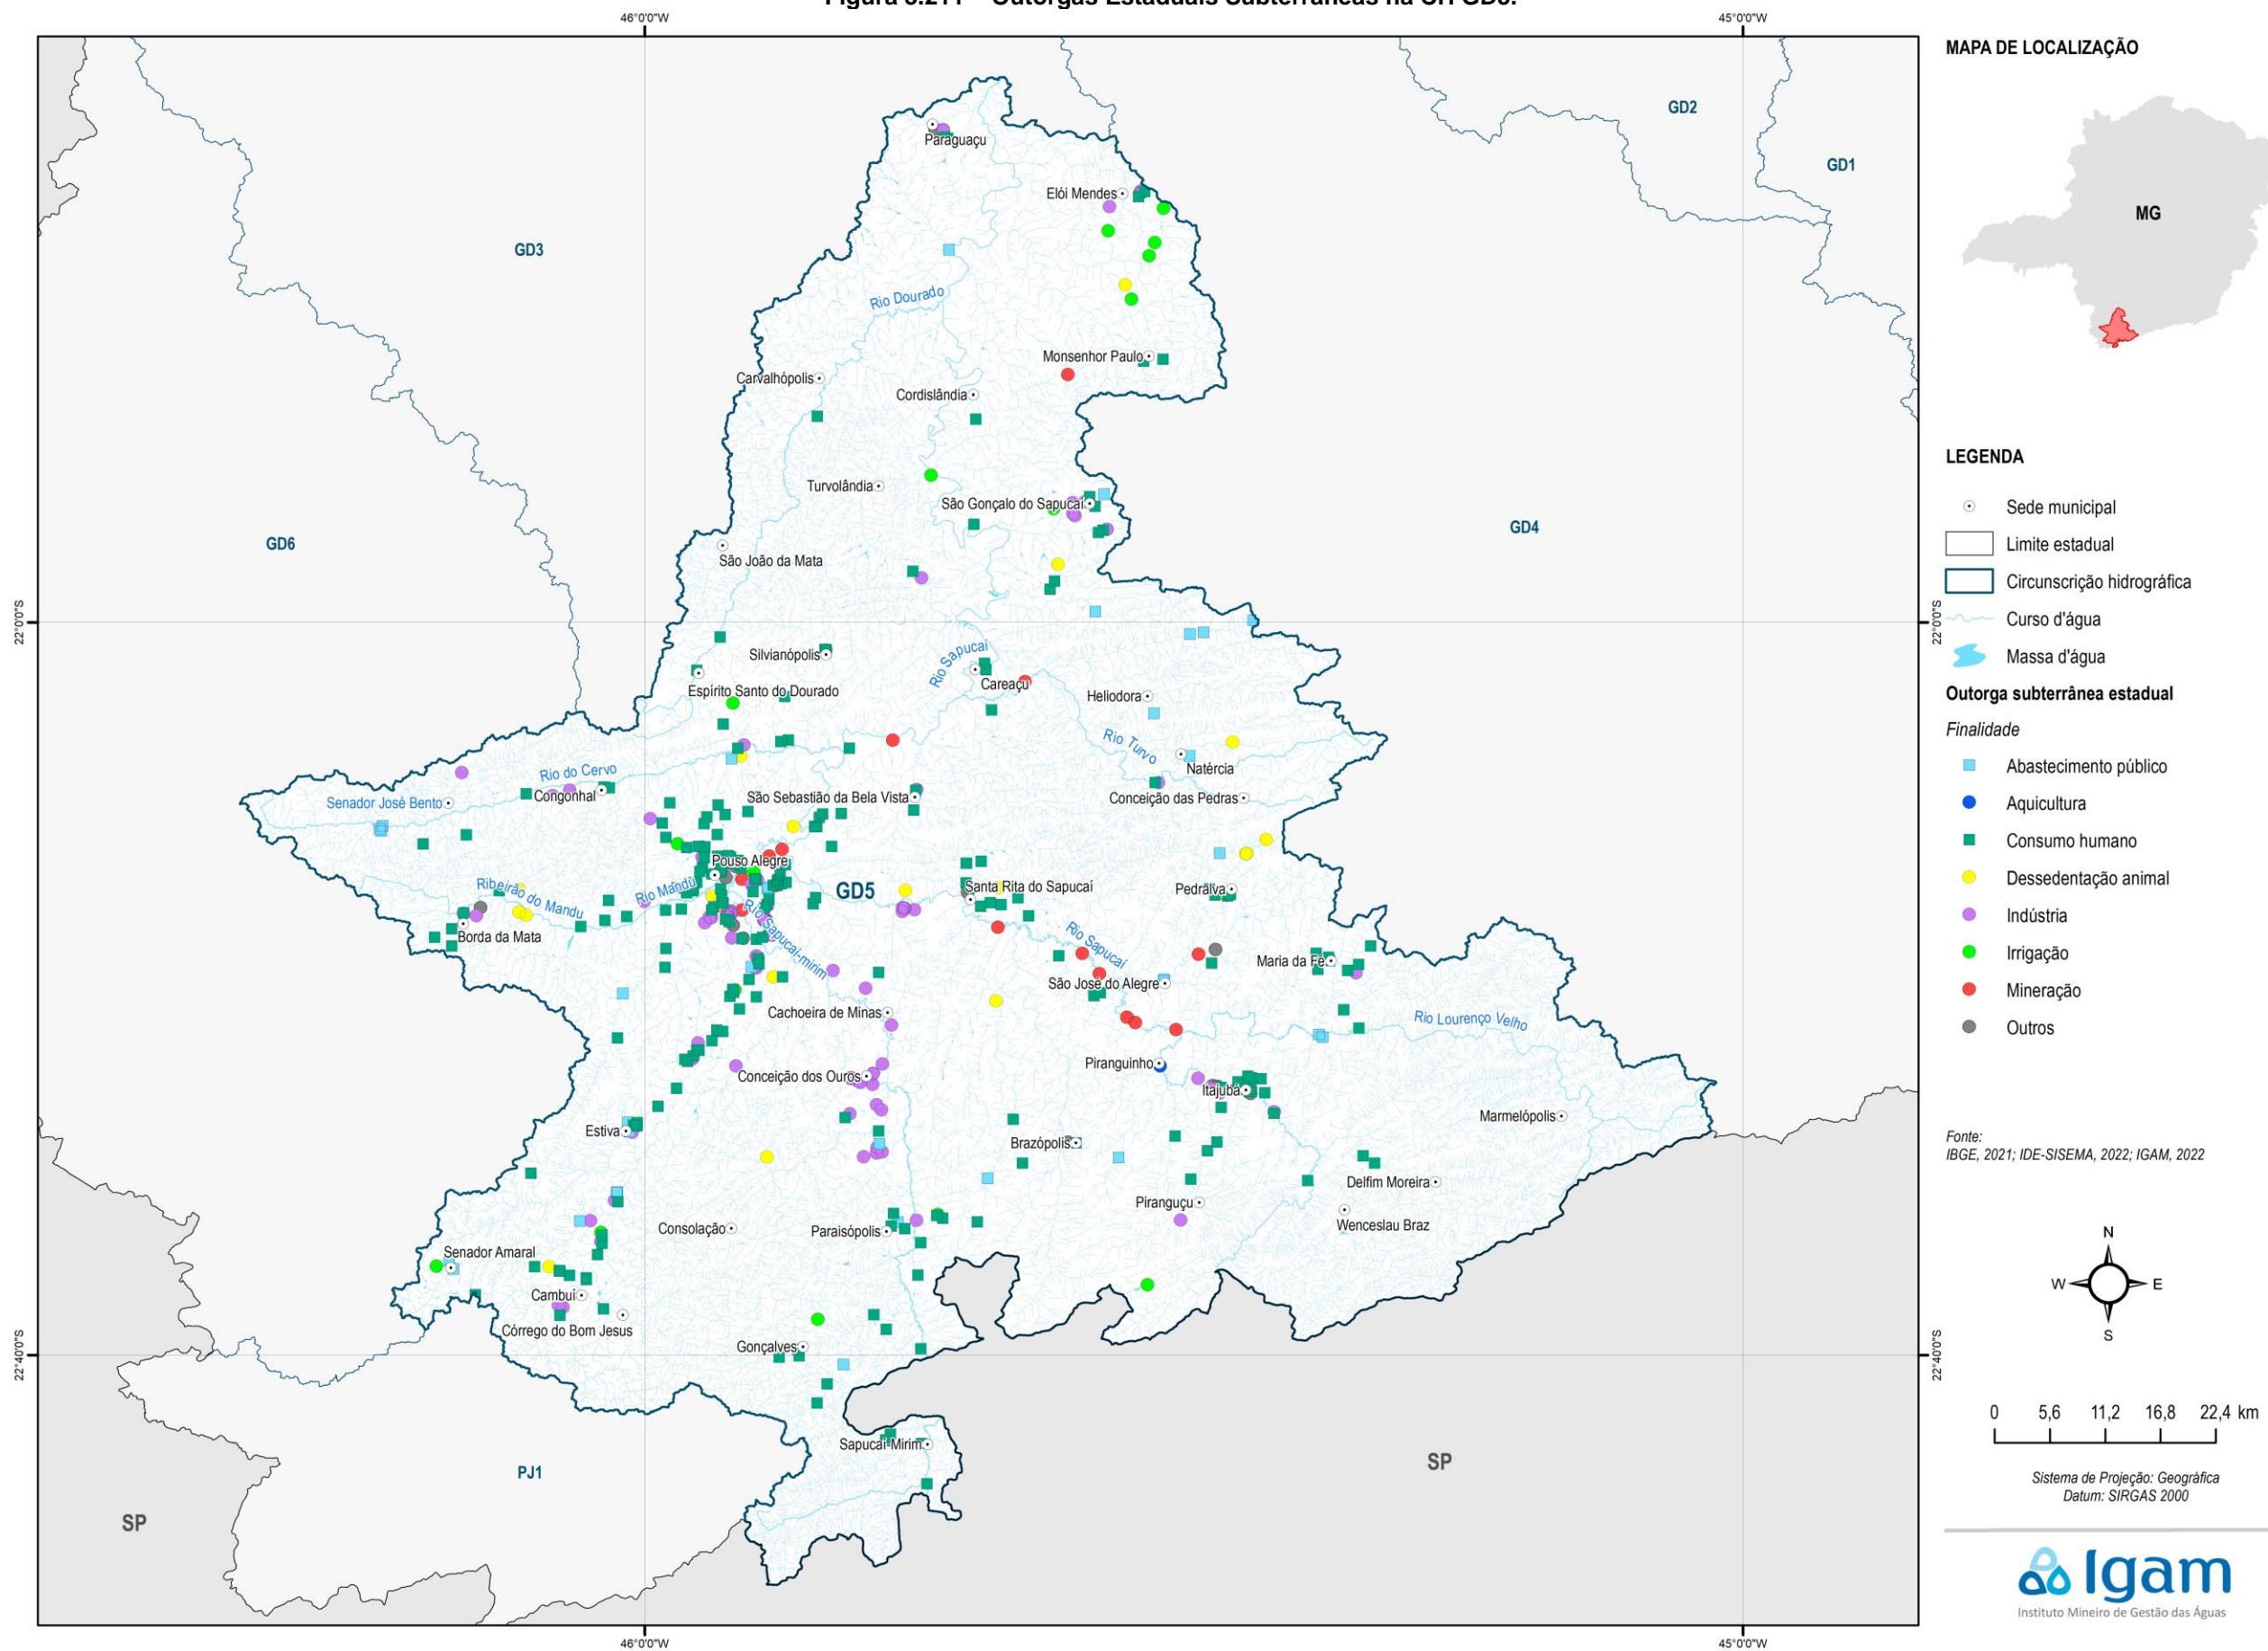 46°0'0"W
45°0'0"W
MAPA DE LOCALIZAÇÃO
GD2
GD1
MG
Paraguaçu
Elói Mendes
GD3
Rio Dourado
Monsenhor Paulo
Carvalhópolis
Cordislândia
LEGENDA
Turvolândia
São Gonçalo do Sapucaí
Sede municipal
GD4
GD6
Limite estadual
São João da Mata
Circunscrição hidrográfica
22°0'0"S
22°0'0"S
Curso d'água
Silvianópolis
Rio Sapucaí
Massa d'água
Careaçu
Espírito Santo do Dourado
Heliodora
Outorga subterrânea estadual
Finalidade
Rio Turvo
Natércia
Abastecimento público
Rio do Cervo
Congonhal
São Sebastião da Bela Vista
Conceição das Pedras
Senador José Bento
Aquicultura
Consumo humano
Pouso Alegre
Dessedentação animal
Ribeirão do Mandu
Rio Mandú
GD5
Santa Rita do Sapucaí
Pedralva
Indústria
Borda da Mata
Rio Sapucaí-mirim
Rio Sapucaí
Irrigação
Maria da Fé
São José do Alegre
Mineração
Cachoeira de Minas
Rio Lourenço Velho
Outros
Piranguinho
Conceição dos Ouros
Itajubá
Marmelópolis
Estiva
Brazópolis
Fonte:
IBGE, 2021; IDE-SISEMA, 2022; IGAM, 2022
Delfim Moreira
Piranguçu
Consolação
Paraisópolis
Wenceslau Braz
N
Senador Amaral
W
E
Cambuí
Córrego do Bom Jesus
S
Gonçalves
22°40'0"S
22°40'0"S
0 5,6 11,2 16,8 22,4 km
Sapucaí-Mirim
SP
PJ1
Sistema de Projeção: Geográfica
Datum: SIRGAS 2000
SP
Igam
Instituto Mineiro de Gestão das Águas
46°0'0"W
45°0'0"W